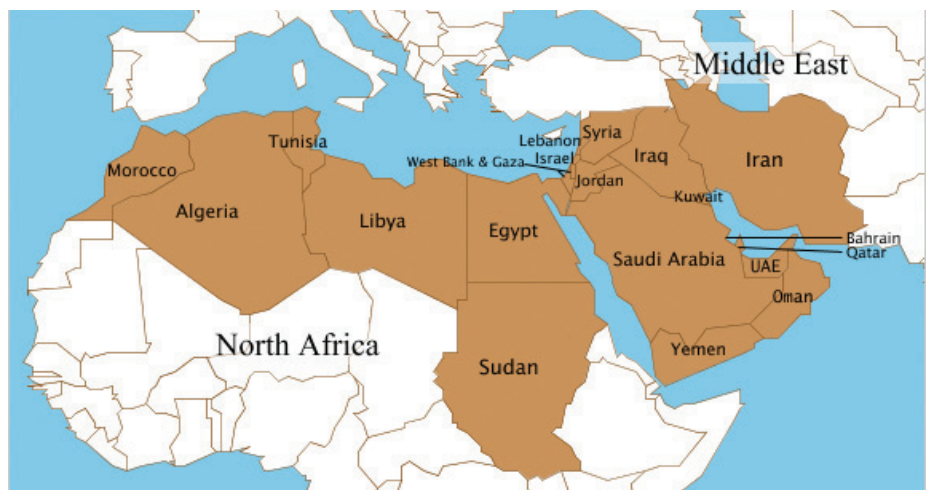 Middle East
Tunisia
Lebanon
Syria
Israel
West Bank & Gaza
Iraq
Iran
Morocco
Jordan
Kuwait
Algeria
Libya
Egypt
Bahrain
Saudi Arabia
Qatar
UAE
Oman
North Africa
Yemen
Sudan